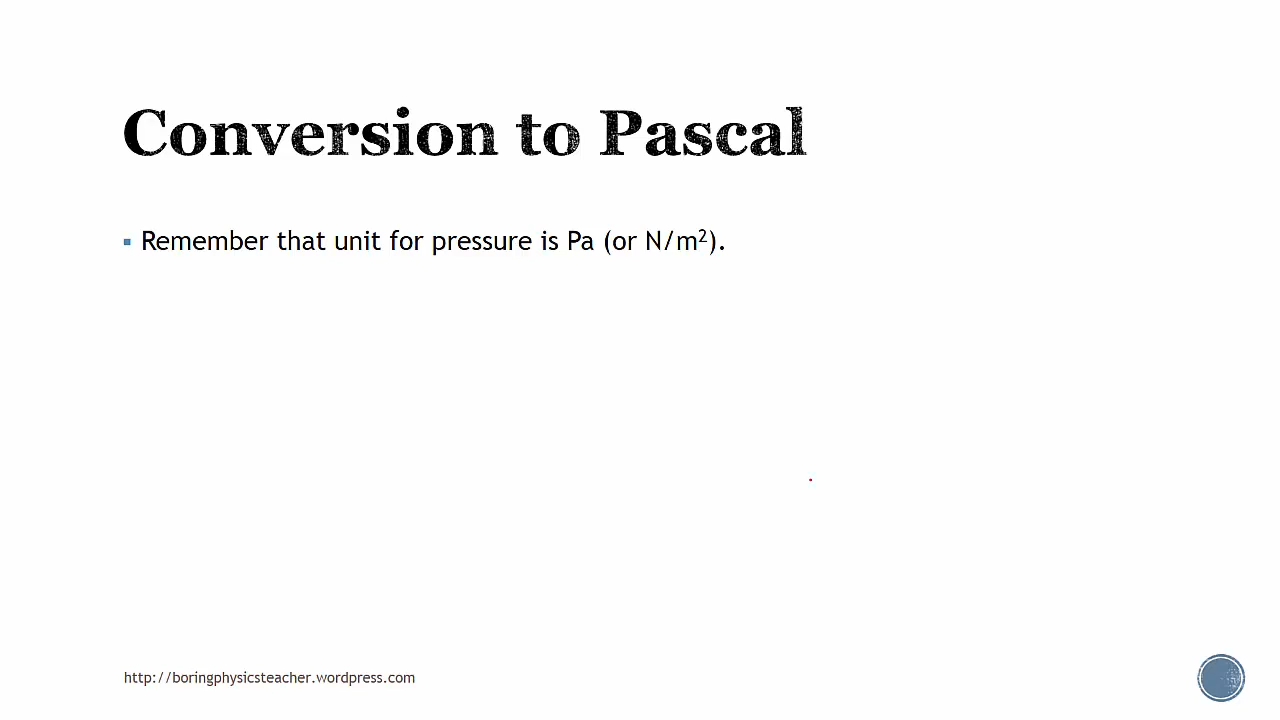 Conversion to Pascal
▪ Remember that unit for pressure is Pa (or N/m²).
http://boringphysicsteacher.wordpress.com